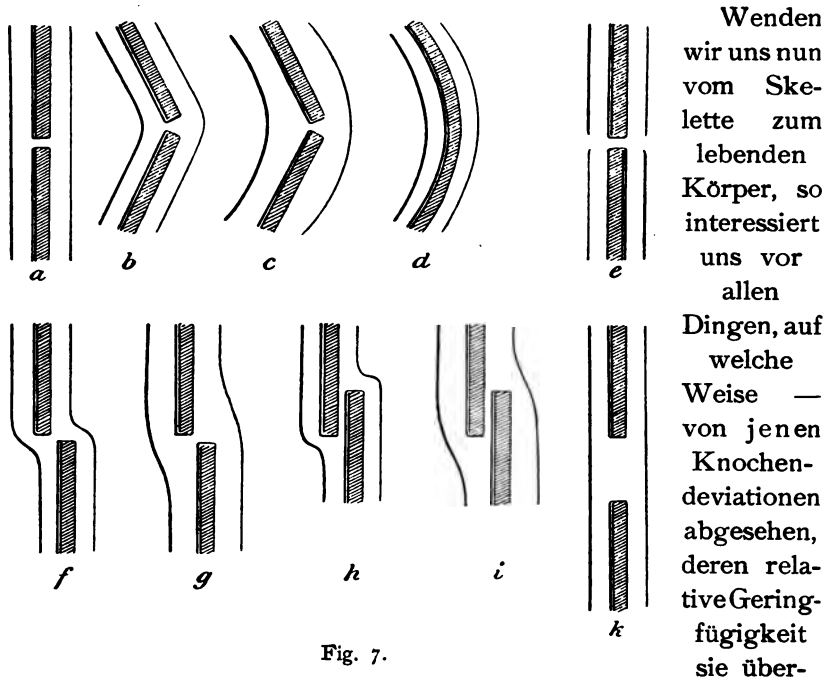 a
b
c
d
e
f
g
h
i
k
Fig. 7.
Wenden
wir uns nun
vom Ske-
lette zum
lebenden
Körper, so
interessiert
uns vor
allen
Dingen, auf
welche
Weise —
von jenen
Knochen-
deviationen
abgesehen,
deren rela-
tive Gering-
fügigkeit
sie über-